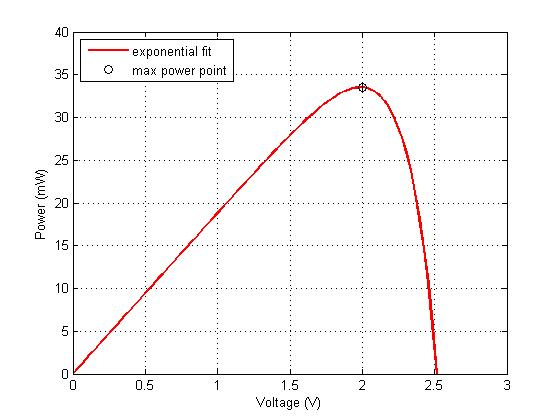 40
35
30
25
20
15
10
5
0
Power (mW)
exponential fit
max power point
0 0.5 1 1.5 2 2.5 3
Voltage (V)